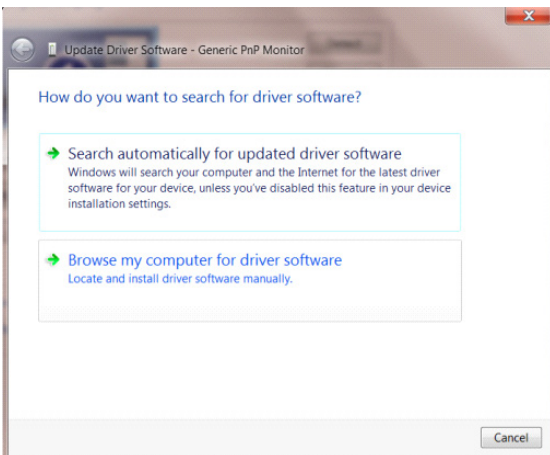 Update Driver Software - Generic PnP Monitor
How do you want to search for driver software?
Search automatically for updated driver software
Windows will search your computer and the Internet for the latest driver
software for your device, unless you've disabled this feature in your device
installation settings.
Browse my computer for driver software
Locate and install driver software manually.
Cancel